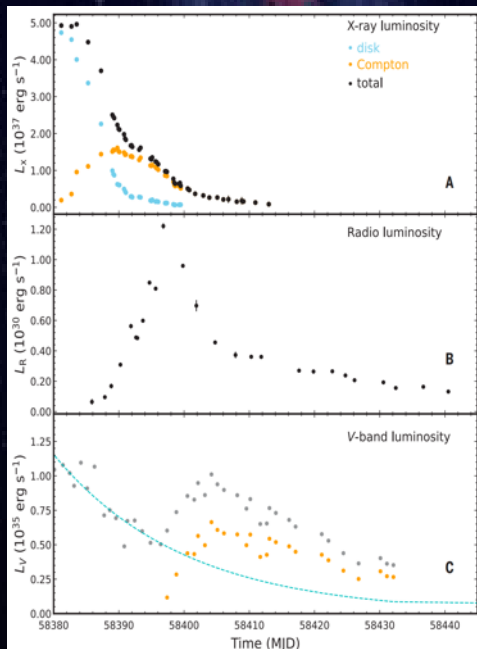 X-ray luminosity
disk
Compton
total
5.00
4.00
3.00
2.00
1.00
0.00
L_X (10^37 erg s^-1)
A
Radio luminosity
1.20
1.00
0.80
0.60
0.40
0.20
0.00
L_R (10^30 erg s^-1)
B
V-band luminosity
1.25
1.00
0.75
0.50
0.25
0.00
L_V (10^35 erg s^-1)
C
58380 58390 58400 58410 58420 58430 58440
Time (MJD)